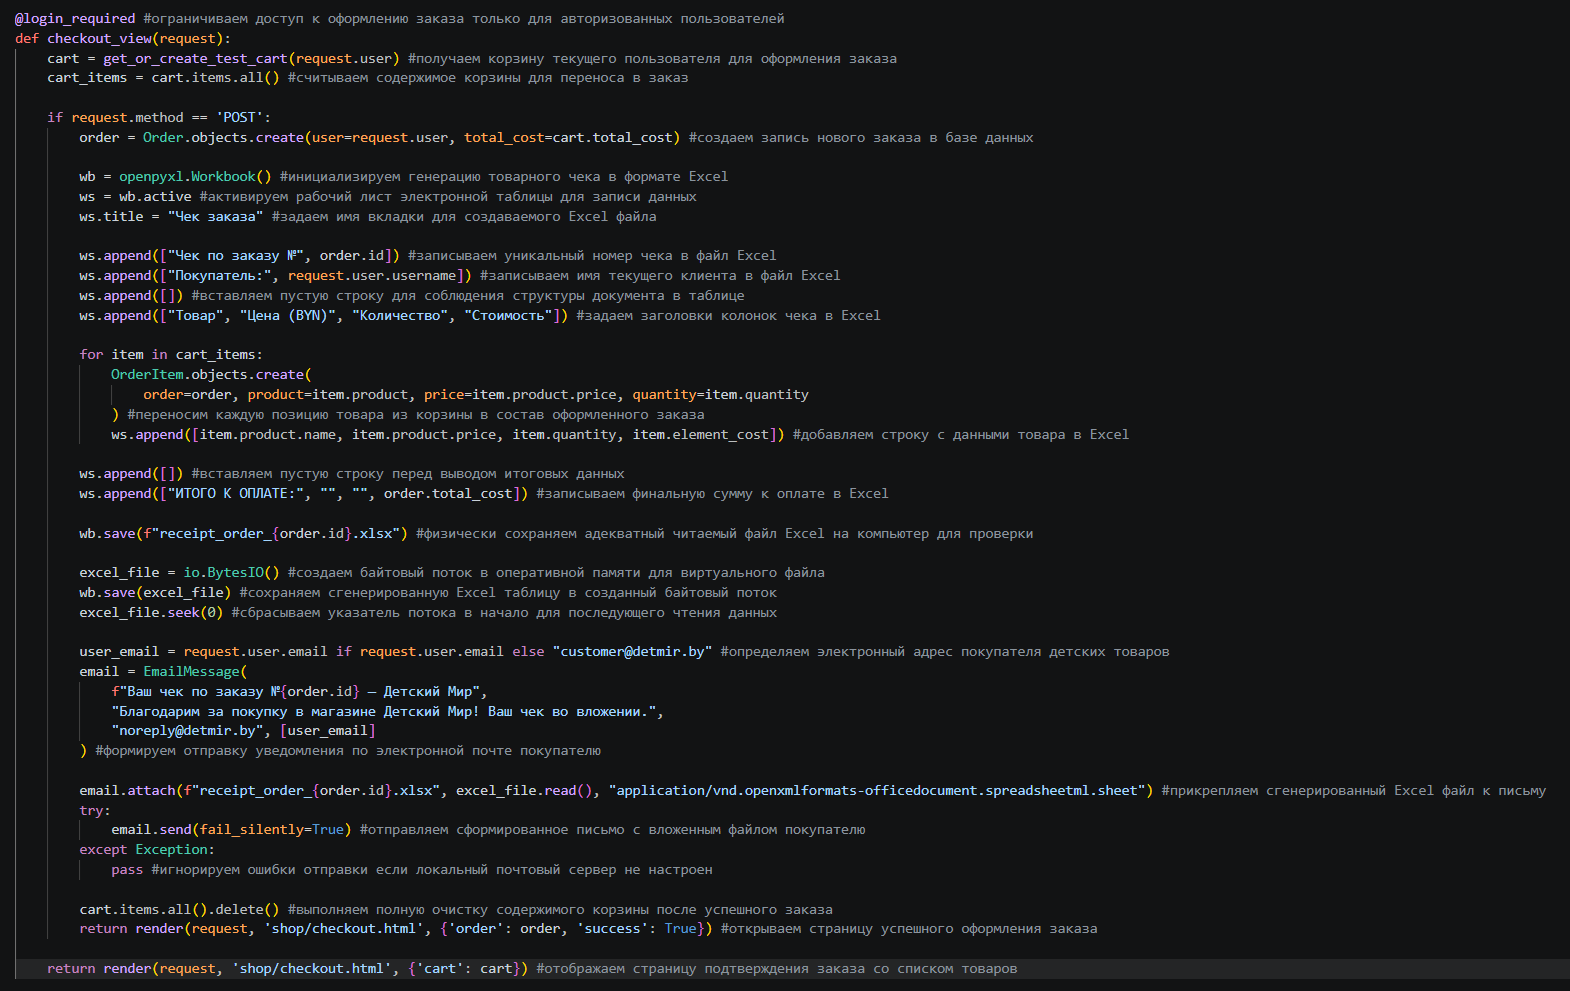 @login_required #ограничиваем доступ к оформлению заказа только для авторизованных пользователей
def checkout_view(request):
    cart = get_or_create_test_cart(request.user) #получаем корзину текущего пользователя для оформления заказа
    cart_items = cart.items.all() #считываем содержимое корзины для переноса в заказ

    if request.method == 'POST':
        order = Order.objects.create(user=request.user, total_cost=cart.total_cost) #создаем запись нового заказа в базе данных

        wb = openpyxl.Workbook() #инициализируем генерацию товарного чека в формате Excel
        ws = wb.active #активируем рабочий лист электронной таблицы для записи данных
        ws.title = "Чек заказа" #задаем имя вкладки для создаваемого Excel файла

        ws.append(["Чек по заказу №", order.id]) #записываем уникальный номер чека в файл Excel
        ws.append(["Покупатель:", request.user.username]) #записываем имя текущего клиента в файл Excel
        ws.append([]) #вставляем пустую строку для соблюдения структуры документа в таблице
        ws.append(["Товар", "Цена (BYN)", "Количество", "Стоимость"]) #задаем заголовки колонок чека в Excel

        for item in cart_items:
            OrderItem.objects.create(
                order=order, product=item.product, price=item.product.price, quantity=item.quantity
            ) #переносим каждую позицию товара из корзины в состав оформленного заказа
            ws.append([item.product.name, item.product.price, item.quantity, item.element_cost]) #добавляем строку с данными товара в Excel

        ws.append([]) #вставляем пустую строку перед выводом итоговых данных
        ws.append(["ИТОГО К ОПЛАТЕ:", "", "", order.total_cost]) #записываем финальную сумму к оплате в Excel

        wb.save(f"receipt_order_{order.id}.xlsx") #физически сохраняем адекватный читаемый файл Excel на компьютер для проверки

        excel_file = io.BytesIO() #создаем байтовый поток в оперативной памяти для виртуального файла
        wb.save(excel_file) #сохраняем сгенерированную Excel таблицу в созданный байтовый поток
        excel_file.seek(0) #сбрасываем указатель потока в начало для последующего чтения данных

        user_email = request.user.email if request.user.email else "customer@detmir.by" #определяем электронный адрес покупателя детских товаров
        email = EmailMessage(
            f"Ваш чек по заказу №{order.id} — Детский Мир",
            "Благодарим за покупку в магазине Детский Мир! Ваш чек во вложении.",
            "noreply@detmir.by", [user_email]
        ) #формируем отправку уведомления по электронной почте покупателю

        email.attach(f"receipt_order_{order.id}.xlsx", excel_file.read(), "application/vnd.openxmlformats-officedocument.spreadsheetml.sheet") #прикрепляем сгенерированный Excel файл к письму
        try:
            email.send(fail_silently=True) #отправляем сформированное письмо с вложенным файлом покупателю
        except Exception:
            pass #игнорируем ошибки отправки если локальный почтовый сервер не настроен

        cart.items.all().delete() #выполняем полную очистку содержимого корзины после успешного заказа
        return render(request, 'shop/checkout.html', {'order': order, 'success': True}) #открываем страницу успешного оформления заказа

    return render(request, 'shop/checkout.html', {'cart': cart}) #отображаем страницу подтверждения заказа со списком товаров